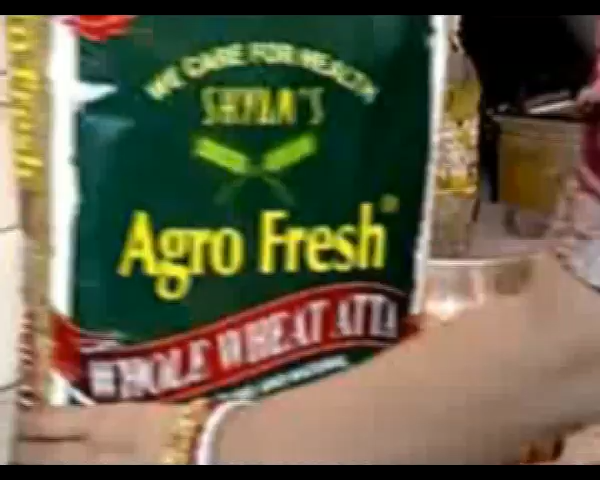 WE CARE FOR HEALTH
Agro Fresh®
WHOLE WHEAT ATTA